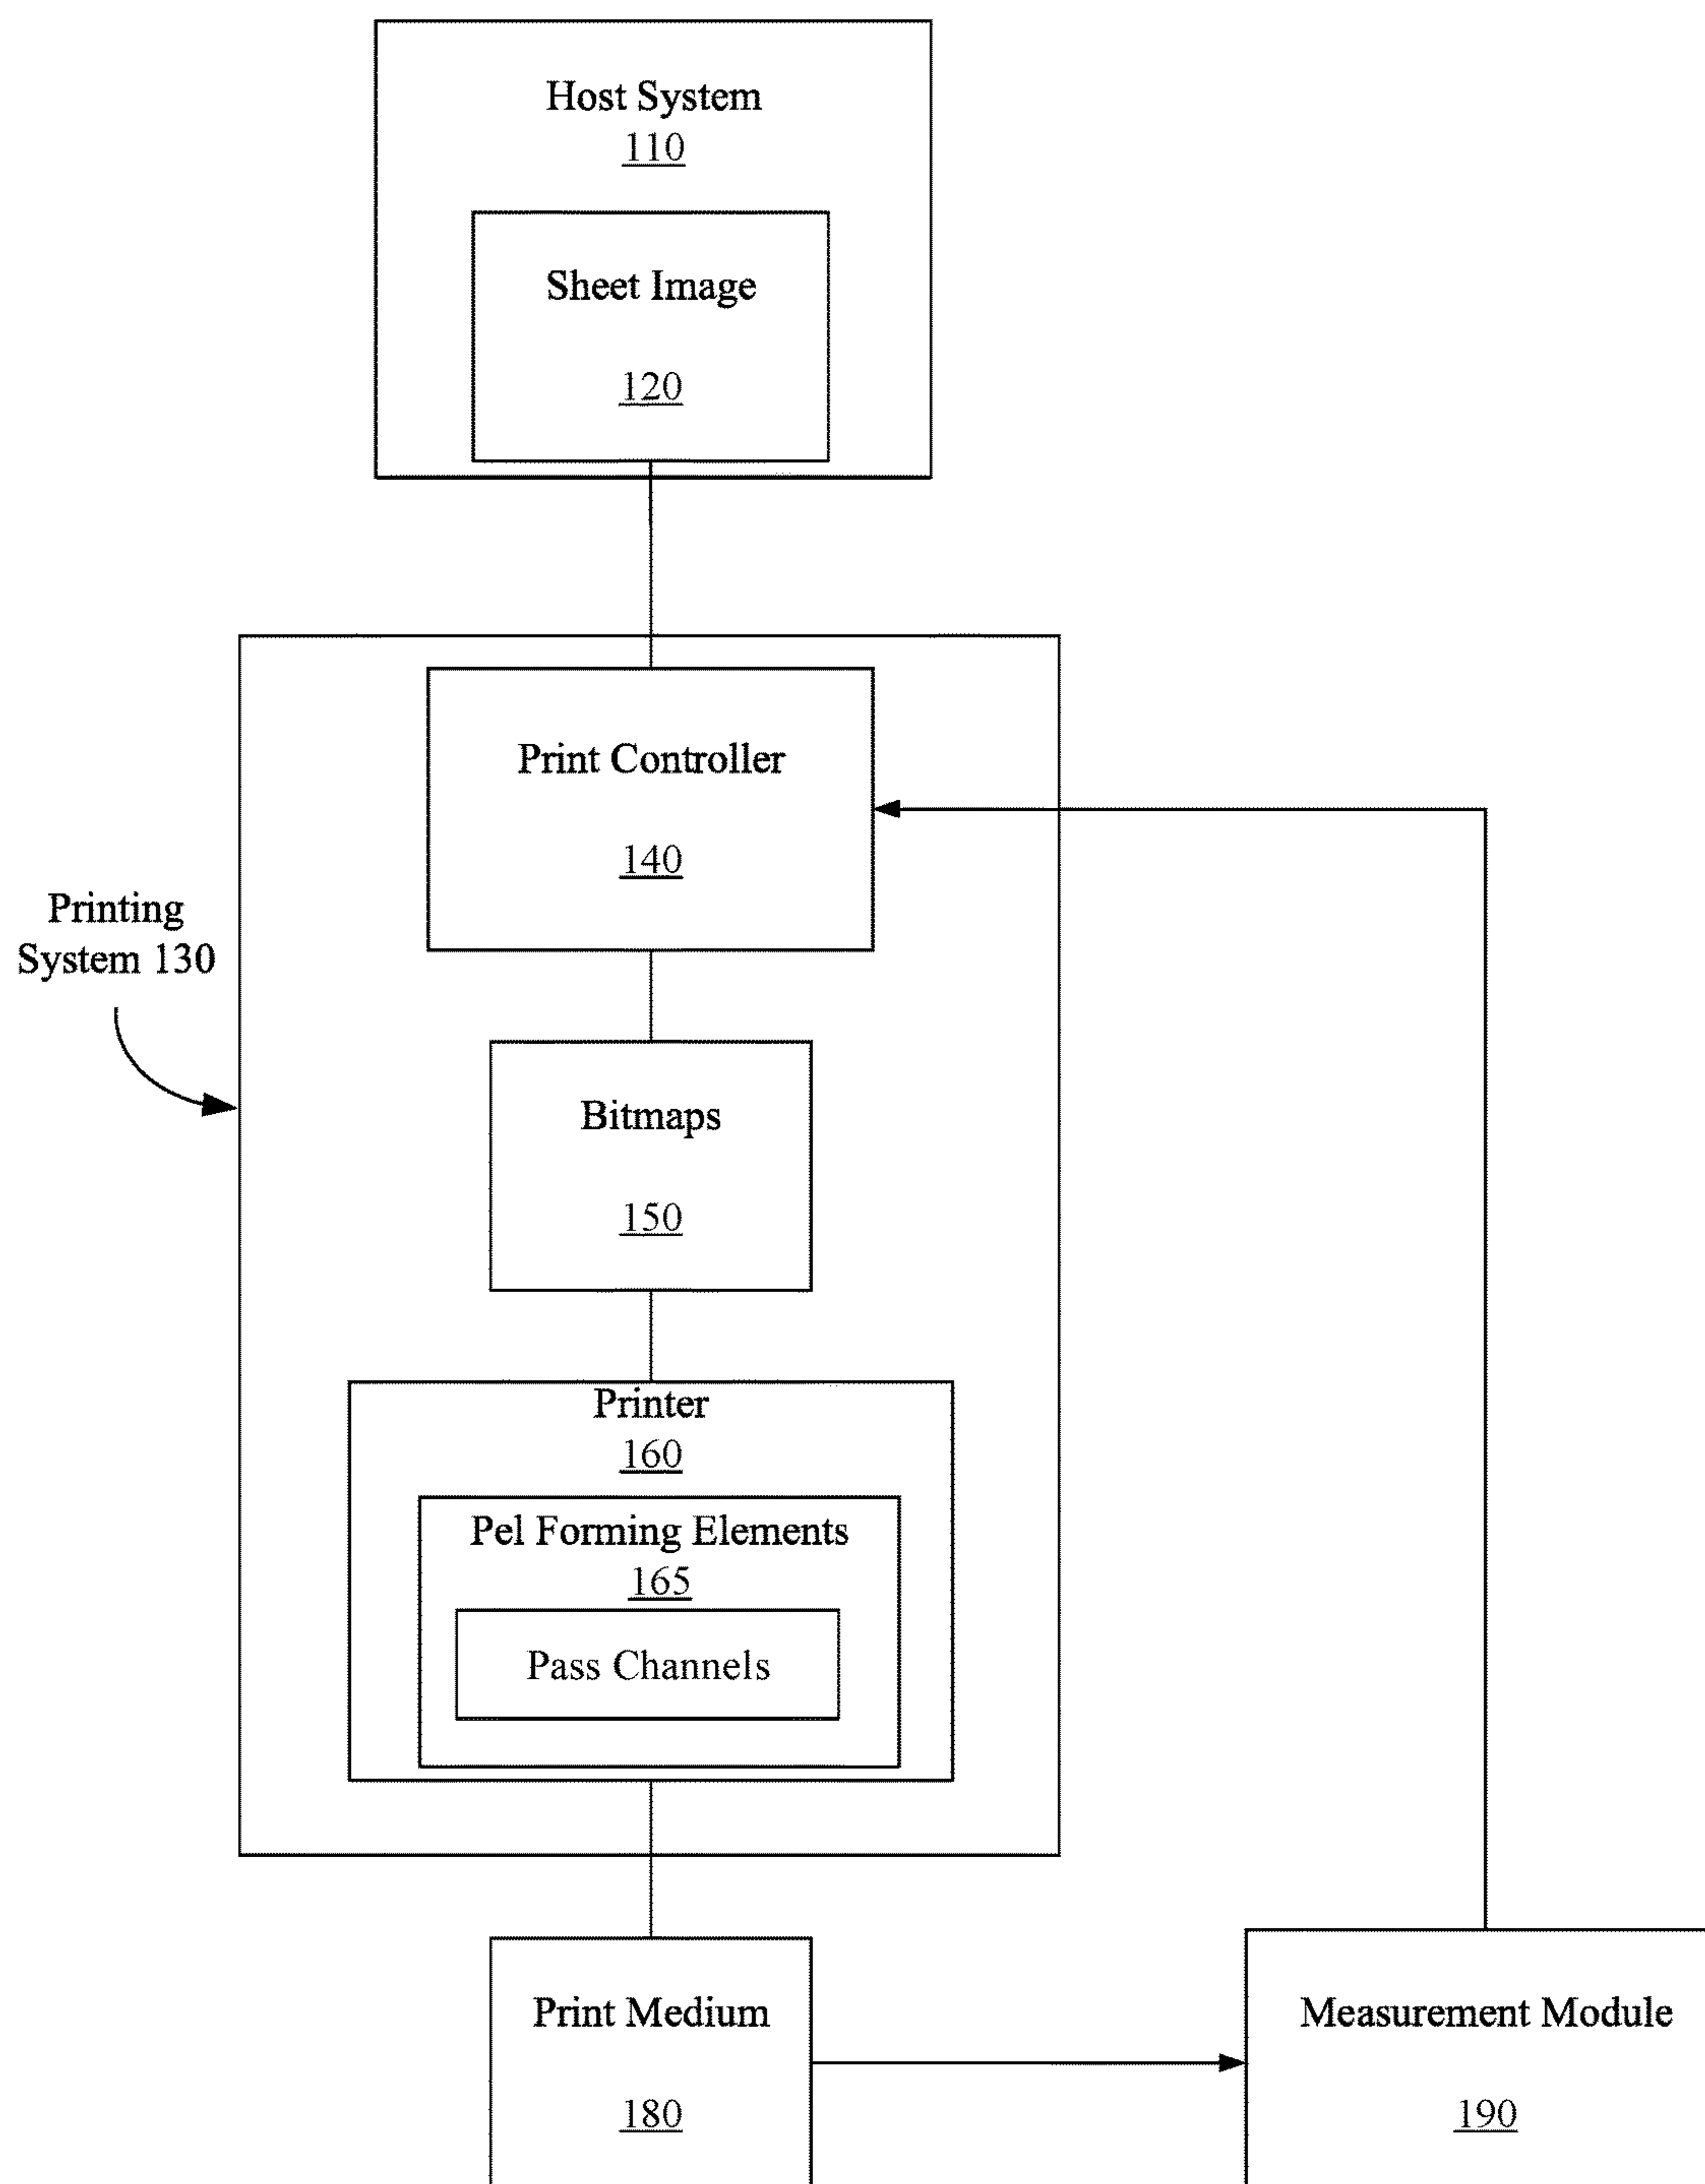 Host System
110
Sheet Image
120
Print Controller
140
Printing
System 130
Bitmaps
150
Printer
160
Pel Forming Elements
165
Pass Channels
Print Medium
180
Measurement Module
190